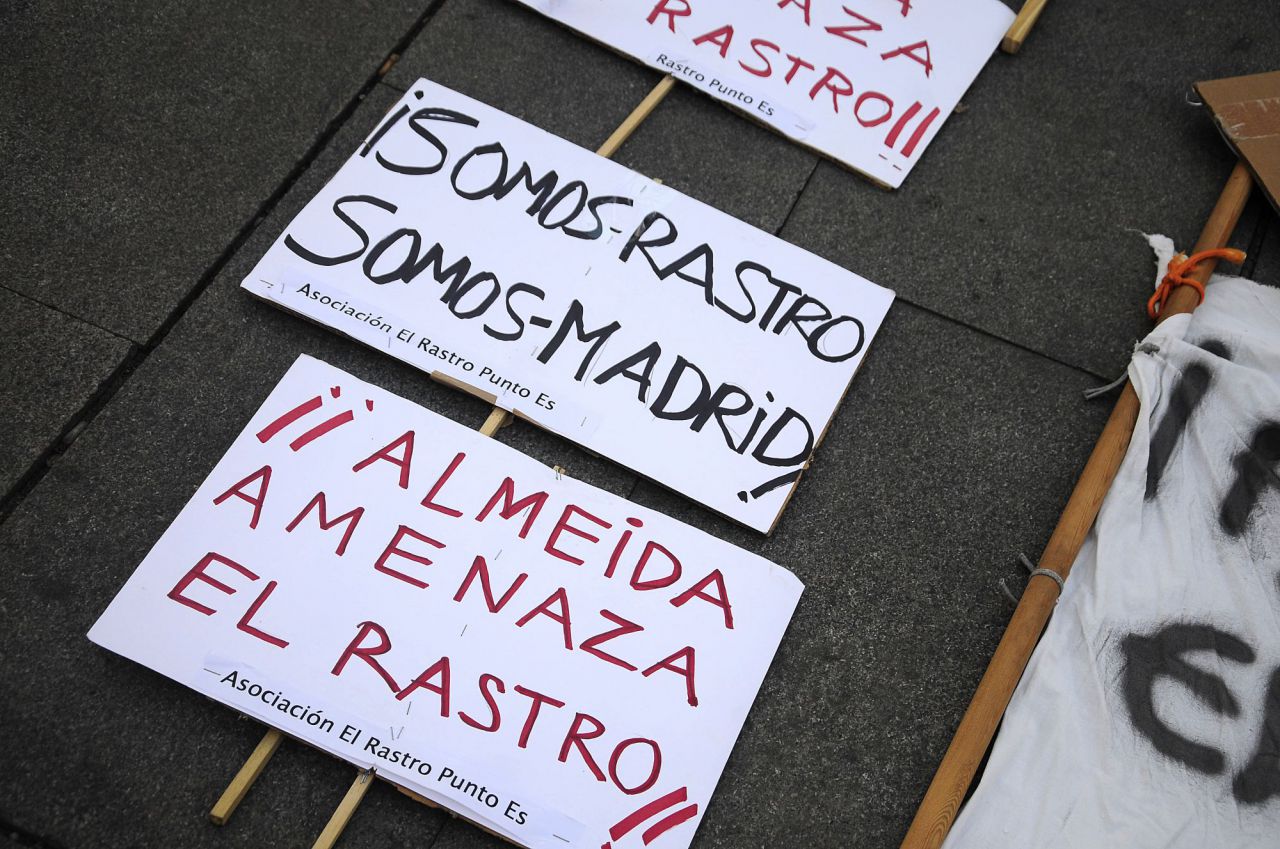 AZA
RASTRO!!
Rastro Punto Es
¡SOMOS-RASTRO
SOMOS-MADRID!
Asociación El Rastro Punto Es
¡¡ALMEIDA
AMENAZA
EL RASTRO!!
Asociación El Rastro Punto Es